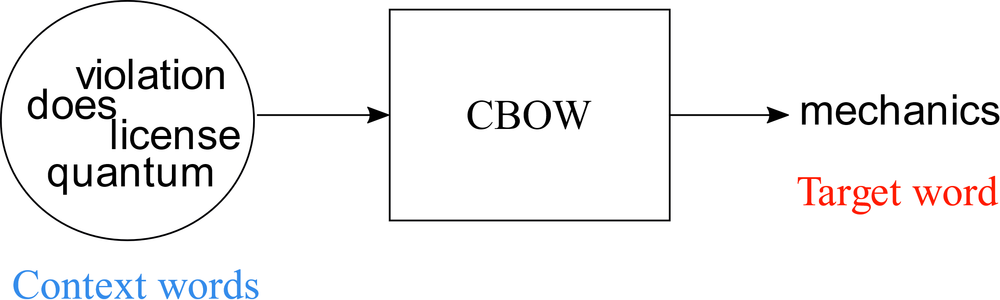 violation
does
license
quantum
CBOW
mechanics
Target word
Context words